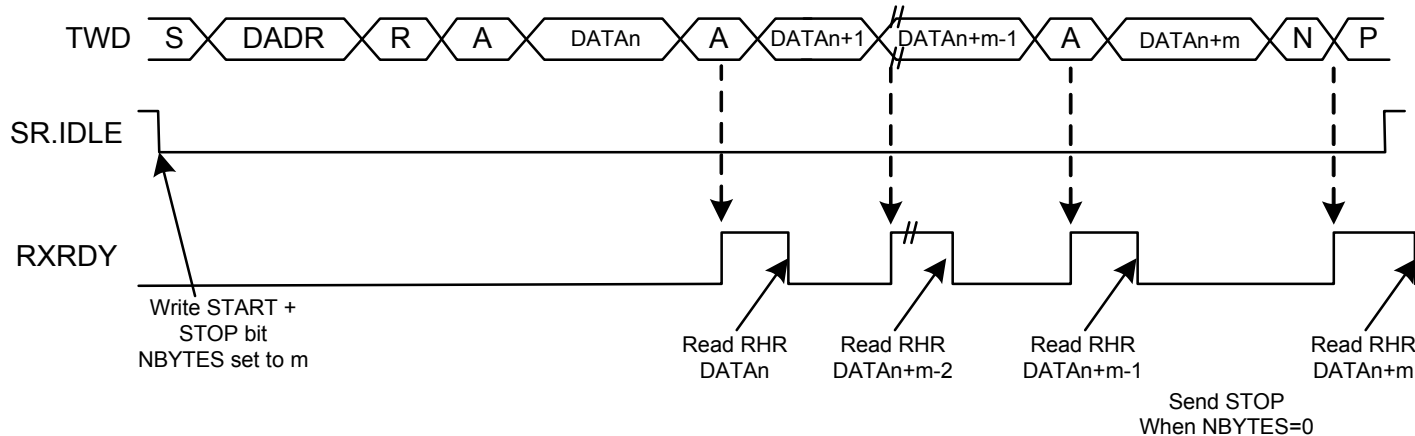 TWD S DADR R A DATAn A DATAn+1 DATAn+m-1 A DATAn+m N P
SR.IDLE
RXRDY
Write START +
STOP bit
NBYTES set to m
Read RHR
DATAn
Read RHR
DATAn+m-2
Read RHR
DATAn+m-1
Read RHR
DATAn+m
Send STOP
When NBYTES=0